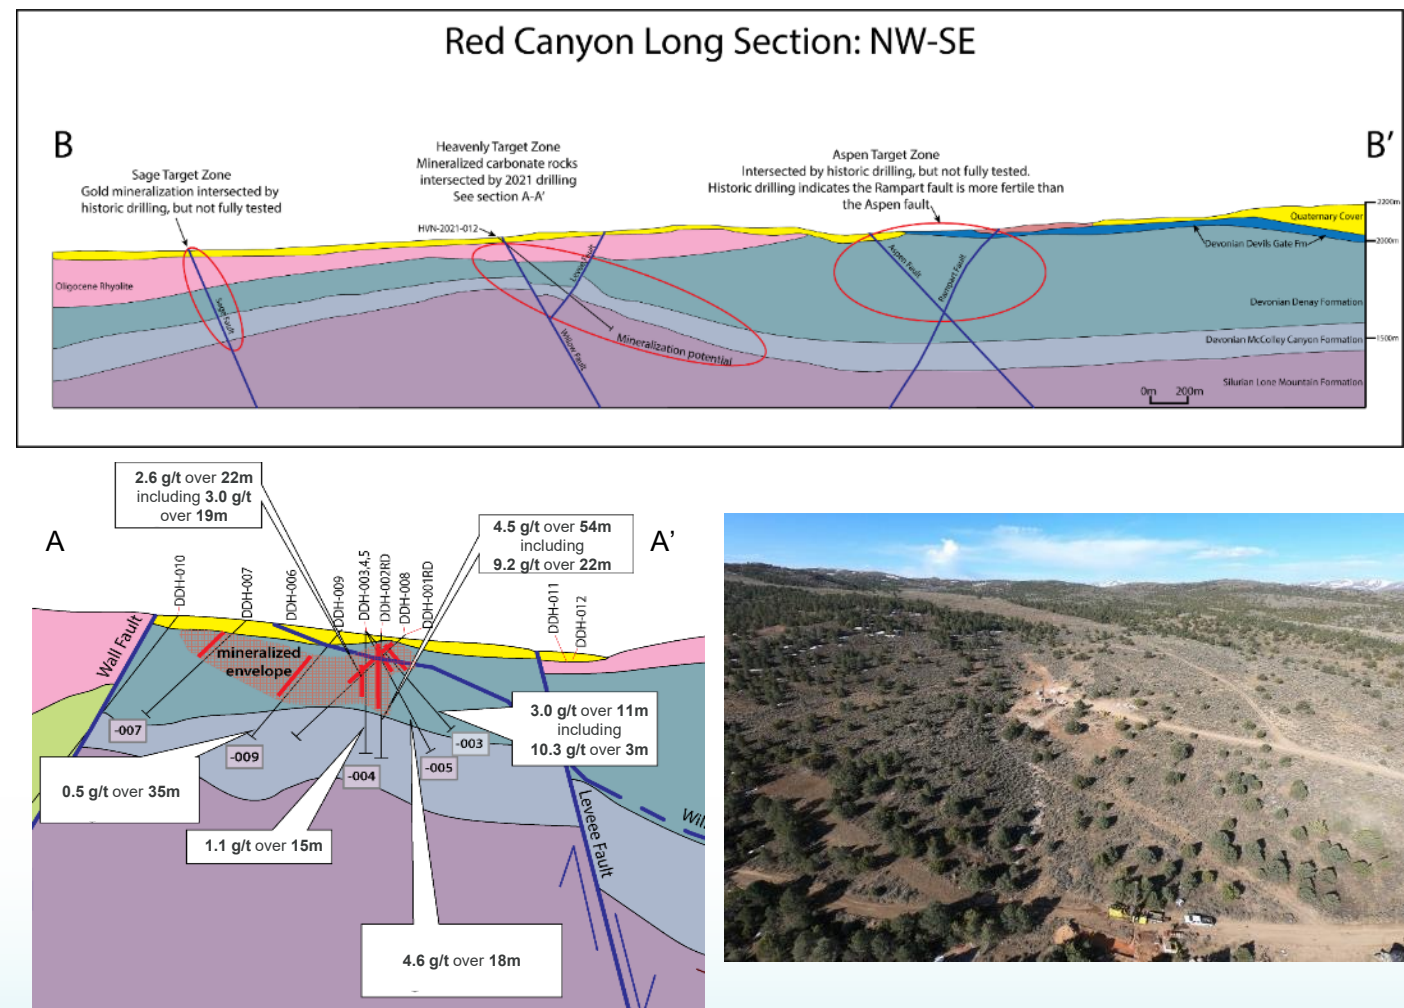 Red Canyon Long Section: NW-SE
B
B'
Sage Target Zone
Gold mineralization intersected by
historic drilling, but not fully tested
Heavenly Target Zone
Mineralized carbonate rocks
intersected by 2021 drilling
See section A-A'
HVN-2021-012
Aspen Target Zone
Intersected by historic drilling, but not fully tested.
Historic drilling indicates the Rampart fault is more fertile than
the Aspen fault
2200m
Quaternary Cover
2000m
Devonian Devils Gate Fm
Oligocene Rhyolite
Sage Fault
Levee Fault
Willow Fault
Mineralization potential
Aspen Fault
Rampart Fault
Devonian Denay Formation
1500m
Devonian McColley Canyon Formation
Silurian Lone Mountain Formation
0m 200m
2.6 g/t over 22m
including 3.0 g/t
over 19m
4.5 g/t over 54m
including
9.2 g/t over 22m
A
A'
DDH-010
DDH-007
DDH-006
DDH-009
DDH-003,4,5
DDH-002RD
DDH-008
DDH-001RD
DDH-011
DDH-012
Wall Fault
mineralized
envelope
3.0 g/t over 11m
including
10.3 g/t over 3m
-007
-009
-004
-005
-003
0.5 g/t over 35m
1.1 g/t over 15m
4.6 g/t over 18m
Leveee Fault
Wil